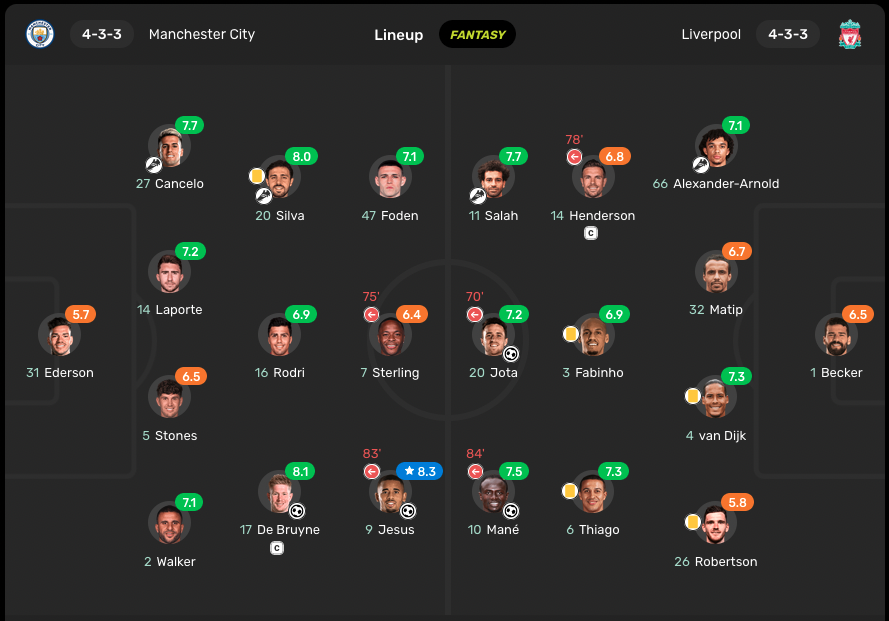 4-3-3 Manchester City Lineup FANTASY Liverpool 4-3-3
7.7
27 Cancelo
8.0
20 Silva
7.1
47 Foden
7.7
11 Salah
78'
6.8
14 Henderson
C
7.1
66 Alexander-Arnold
7.2
14 Laporte
6.7
32 Matip
5.7
31 Ederson
6.9
16 Rodri
75'
6.4
7 Sterling
70'
7.2
20 Jota
6.9
3 Fabinho
6.5
1 Becker
6.5
5 Stones
7.3
4 van Dijk
8.1
17 De Bruyne
C
83'
8.3
9 Jesus
84'
7.5
10 Mané
7.3
6 Thiago
7.1
2 Walker
5.8
26 Robertson